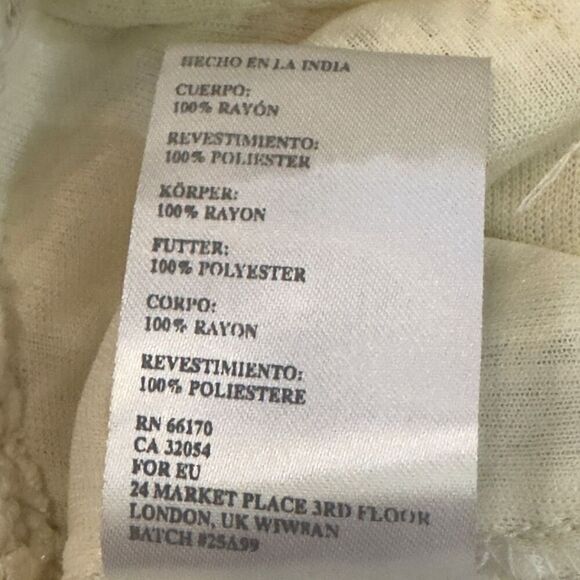 HECHO EN LA INDIA
CUERPO:
100% RAYÓN
REVESTIMIENTO:
100% POLIESTER
KÖRPER:
100% RAYON
FUTTER:
100% POLYESTER
CORPO:
100% RAYON
REVESTIMIENTO:
100% POLIESTERE
RN 66170
CA 32054
FOR EU
24 MARKET PLACE 3RD FLOOR
LONDON, UK W1W8AN
BATCH #25A99